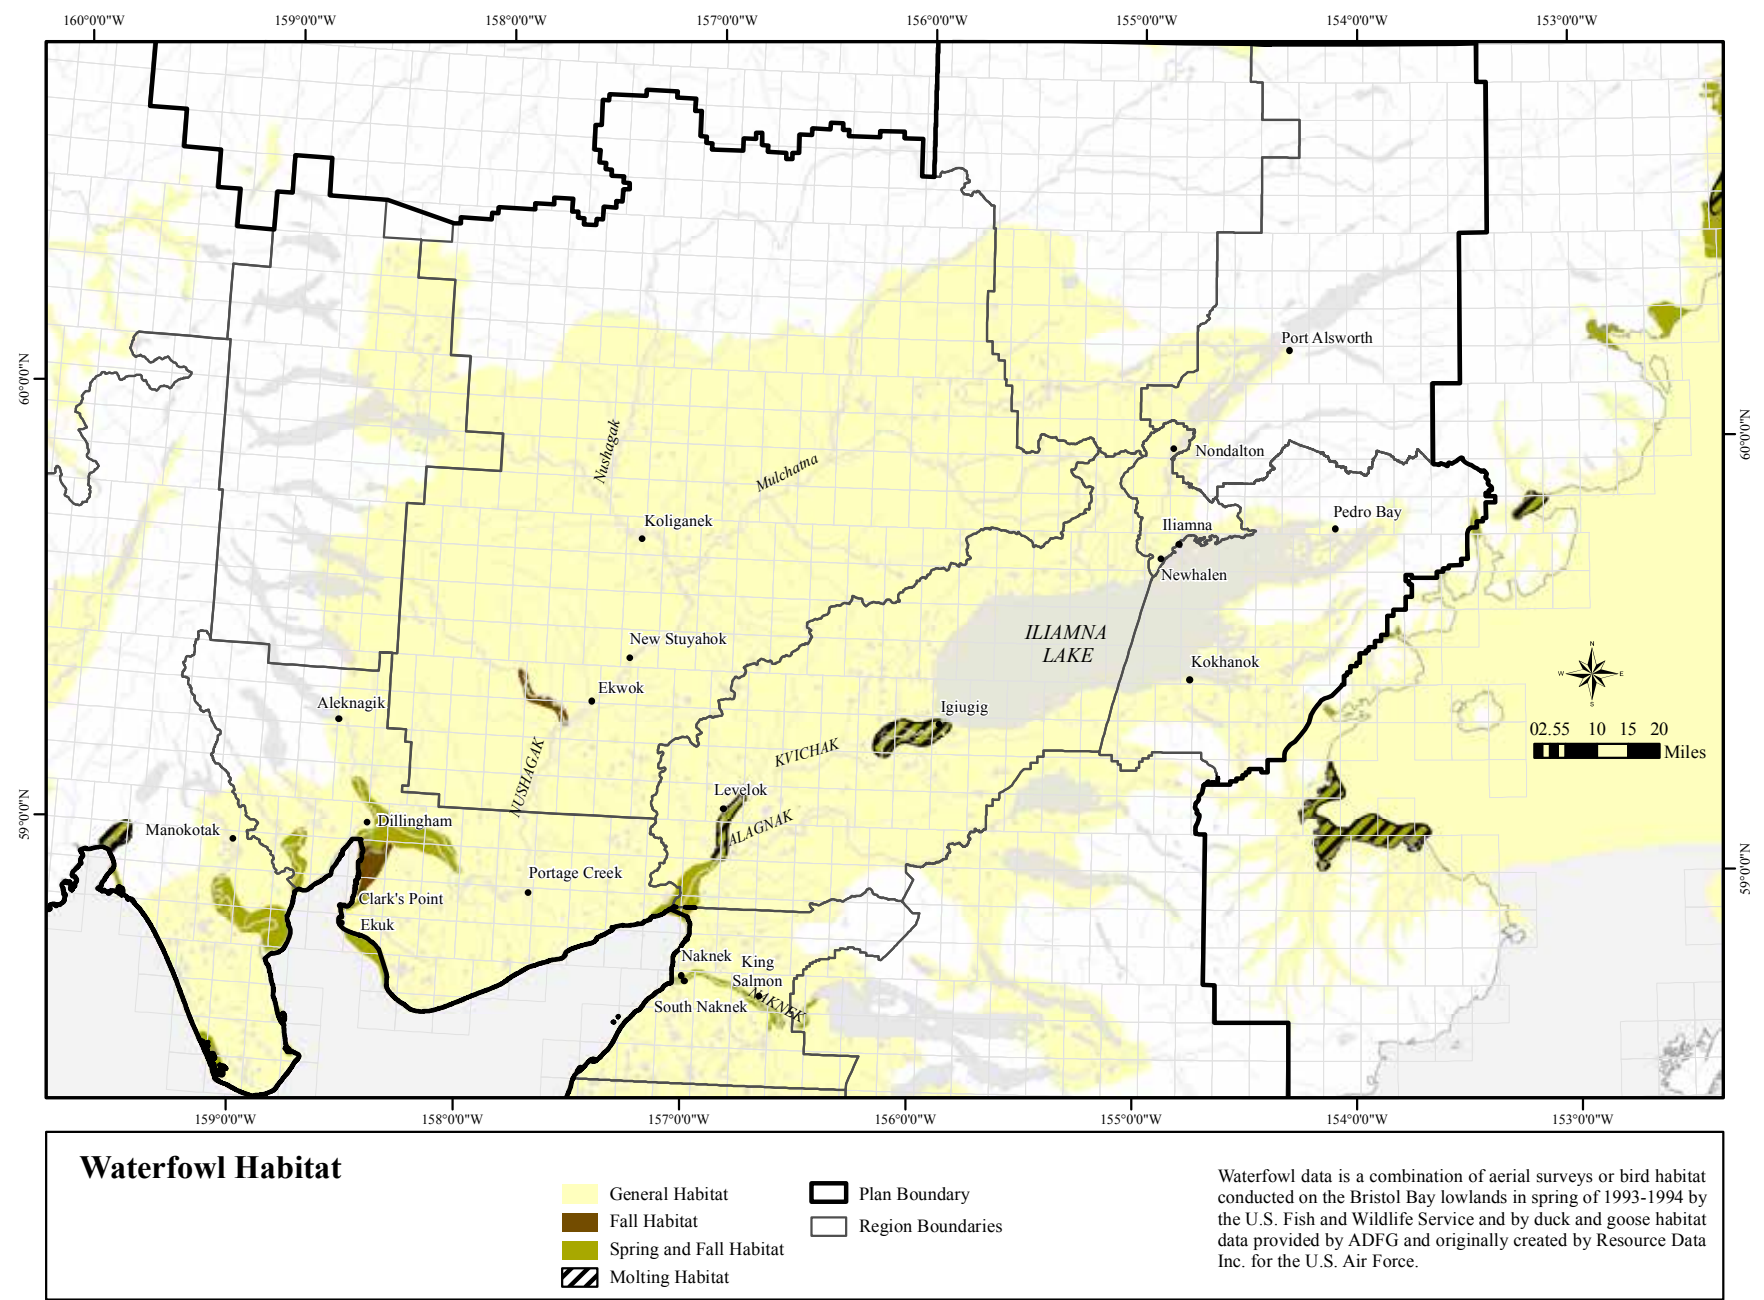 160°0'0"W 159°0'0"W 158°0'0"W 157°0'0"W 156°0'0"W 155°0'0"W 154°0'0"W 153°0'0"W
Port Alsworth
60°0'0"N
60°0'0"N
Nushagak
Mulchatna
Nondalton
Koliganek
Iliamna
Pedro Bay
Newhalen
ILIAMNA
LAKE
New Stuyahok
Kokhanok
N
W E
S
Ekwok
Aleknagik
Igiugig
02.55 10 15 20
Miles
KVICHAK
NUSHAGAK
Levelok
59°0'0"N
59°0'0"N
Manokotak
Dillingham
ALAGNAK
Portage Creek
Clark's Point
Ekuk
Naknek
King
Salmon
NAKNEK
South Naknek
159°0'0"W 158°0'0"W 157°0'0"W 156°0'0"W 155°0'0"W 154°0'0"W 153°0'0"W
Waterfowl Habitat
General Habitat
Fall Habitat
Spring and Fall Habitat
Molting Habitat
Plan Boundary
Region Boundaries
Waterfowl data is a combination of aerial surveys or bird habitat
conducted on the Bristol Bay lowlands in spring of 1993-1994 by
the U.S. Fish and Wildlife Service and by duck and goose habitat
data provided by ADFG and originally created by Resource Data
Inc. for the U.S. Air Force.